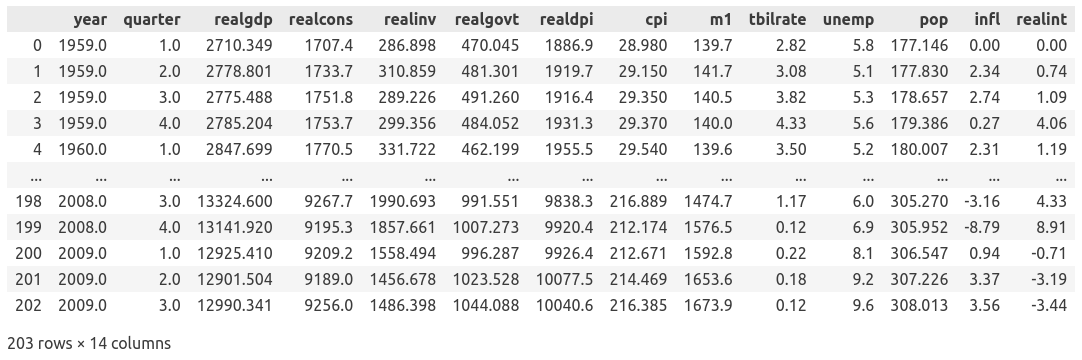 year quarter realgdp realcons realinv realgovt realdpi cpi m1 tbilrate unemp pop infl realint
0 1959.0 1.0 2710.349 1707.4 286.898 470.045 1886.9 28.980 139.7 2.82 5.8 177.146 0.00 0.00
1 1959.0 2.0 2778.801 1733.7 310.859 481.301 1919.7 29.150 141.7 3.08 5.1 177.830 2.34 0.74
2 1959.0 3.0 2775.488 1751.8 289.226 491.260 1916.4 29.350 140.5 3.82 5.3 178.657 2.74 1.09
3 1959.0 4.0 2785.204 1753.7 299.356 484.052 1931.3 29.370 140.0 4.33 5.6 179.386 0.27 4.06
4 1960.0 1.0 2847.699 1770.5 331.722 462.199 1955.5 29.540 139.6 3.50 5.2 180.007 2.31 1.19
... ... ... ... ... ... ... ... ... ... ... ... ... ... ...
198 2008.0 3.0 13324.600 9267.7 1990.693 991.551 9838.3 216.889 1474.7 1.17 6.0 305.270 -3.16 4.33
199 2008.0 4.0 13141.920 9195.3 1857.661 1007.273 9920.4 212.174 1576.5 0.12 6.9 305.952 -8.79 8.91
200 2009.0 1.0 12925.410 9209.2 1558.494 996.287 9926.4 212.671 1592.8 0.22 8.1 306.547 0.94 -0.71
201 2009.0 2.0 12901.504 9189.0 1456.678 1023.528 10077.5 214.469 1653.6 0.18 9.2 307.226 3.37 -3.19
202 2009.0 3.0 12990.341 9256.0 1486.398 1044.088 10040.6 216.385 1673.9 0.12 9.6 308.013 3.56 -3.44
203 rows × 14 columns